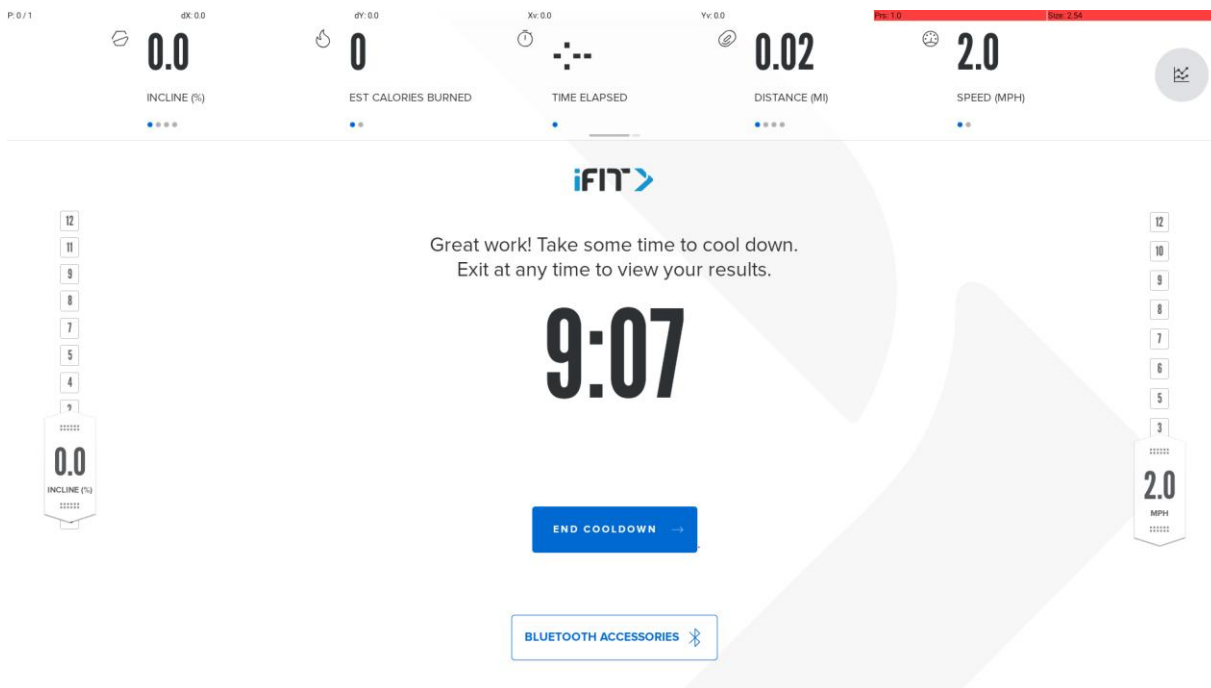 P: 0 / 1 dX: 0.0 dY: 0.0 Xv: 0.0 Yv: 0.0 Prs: 1.0 Size: 2.54
0.0 0 -:-- 0.02 2.0
INCLINE (%) EST CALORIES BURNED TIME ELAPSED DISTANCE (MI) SPEED (MPH)
iFIT
Great work! Take some time to cool down.
Exit at any time to view your results.
9:07
12
11
9
8
7
5
4
0.0
INCLINE (%)
12
10
9
8
7
6
5
3
2.0
MPH
END COOLDOWN →
BLUETOOTH ACCESSORIES